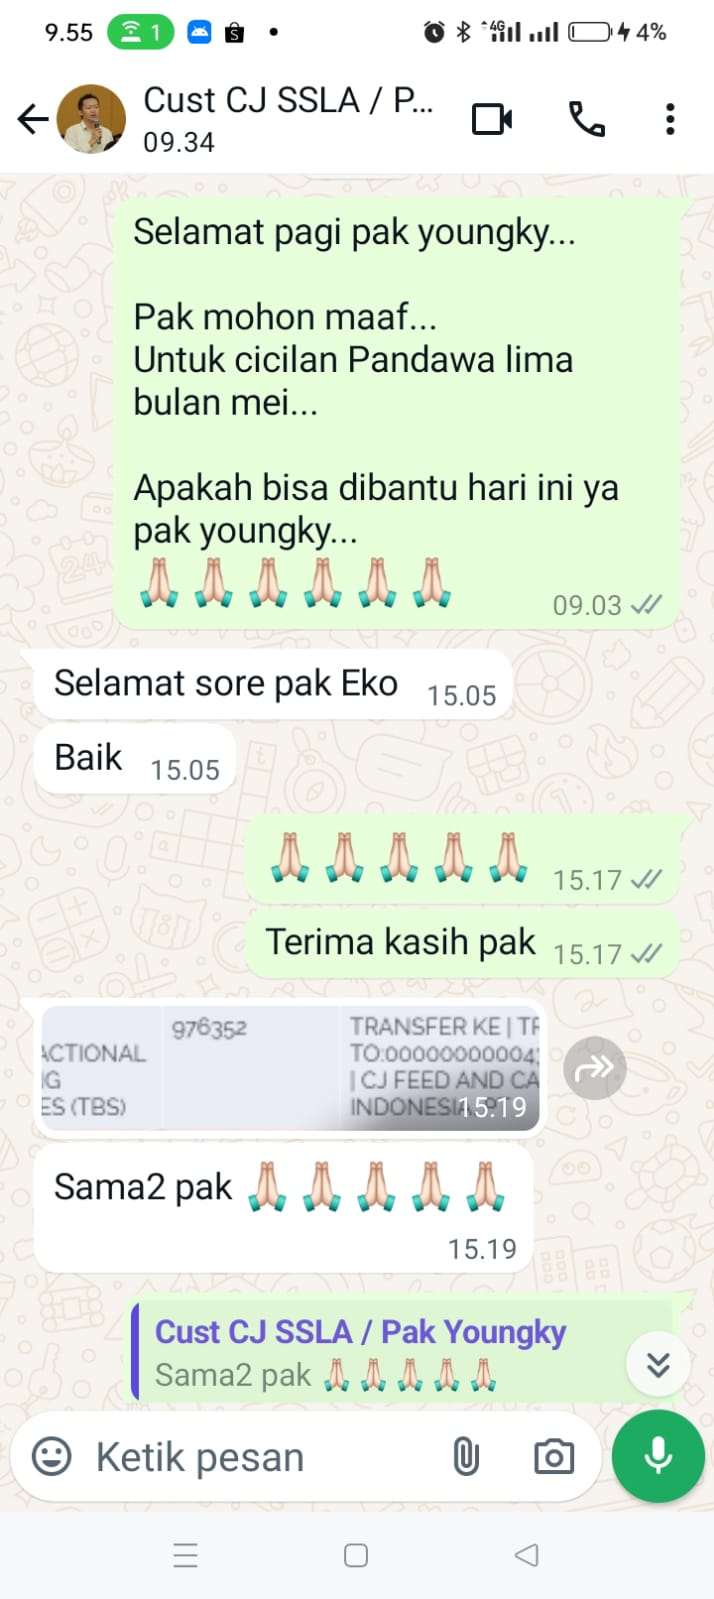 9.55 1 S 4G 4%
Cust CJ SSLA / P...
09.34
Selamat pagi pak youngky...
Pak mohon maaf...
Untuk cicilan Pandawa lima
bulan mei...
Apakah bisa dibantu hari ini ya
pak youngky...
09.03
Selamat sore pak Eko 15.05
Baik 15.05
15.17
Terima kasih pak 15.17
976352
TRANSFER KE | TR
ACTIONAL
TO:00000000004
G
| CJ FEED AND CA
ES (TBS)
INDONESIA
15.19
Sama2 pak
15.19
Cust CJ SSLA / Pak Youngky
Sama2 pak
Ketik pesan